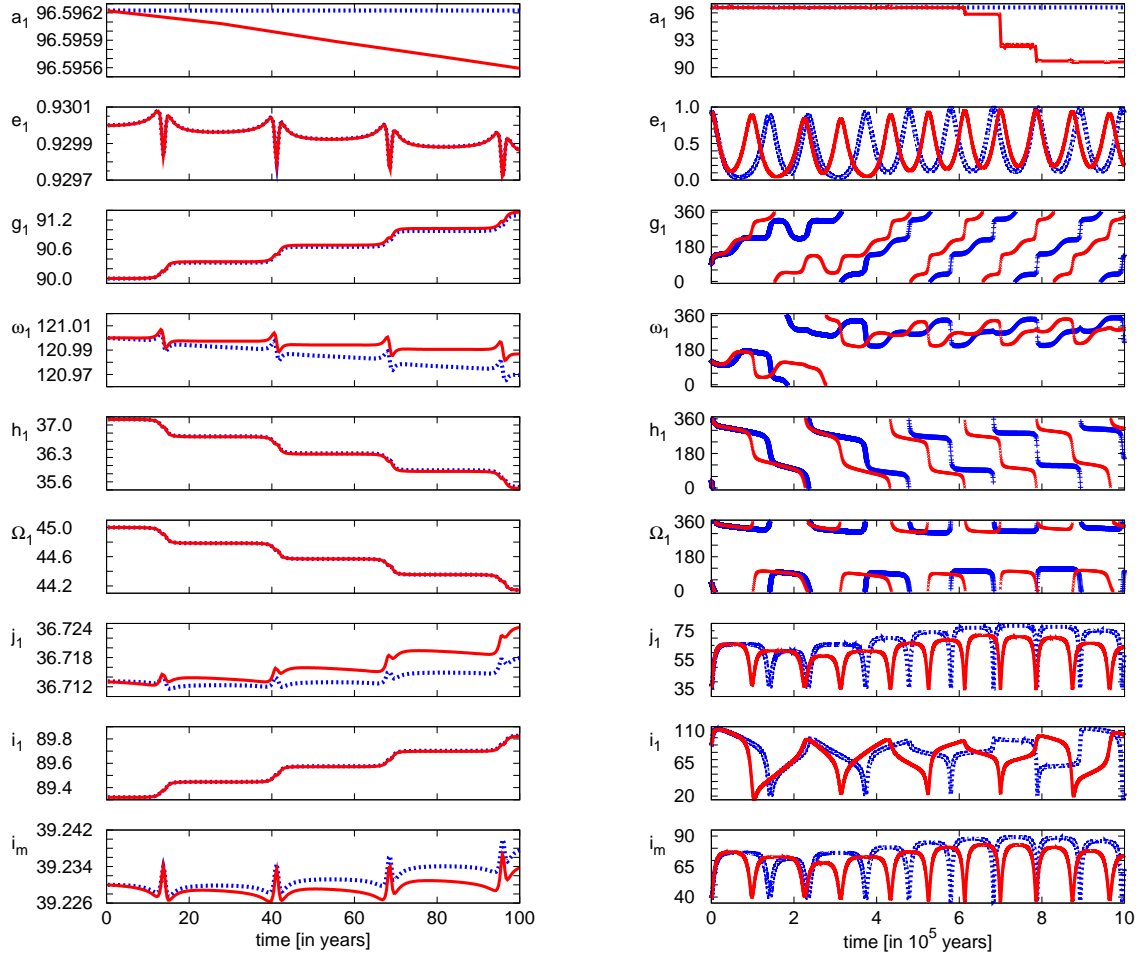 a1 96.5962 96.5959 96.5956
e1 0.9301 0.9299 0.9297
g1 91.2 90.6 90.0
ω1 121.01 120.99 120.97
h1 37.0 36.3 35.6
Ω1 45.0 44.6 44.2
j1 36.724 36.718 36.712
i1 89.8 89.6 89.4
im 39.242 39.234 39.226
0 20 40 60 80 100
time [in years]
a1 96 93 90
e1 1.0 0.5 0.0
g1 360 180 0
ω1 360 180 0
h1 360 180 0
Ω1 360 180 0
j1 75 55 35
i1 110 65 20
im 90 65 40
0 2 4 6 8 10
time [in 10^5 years]